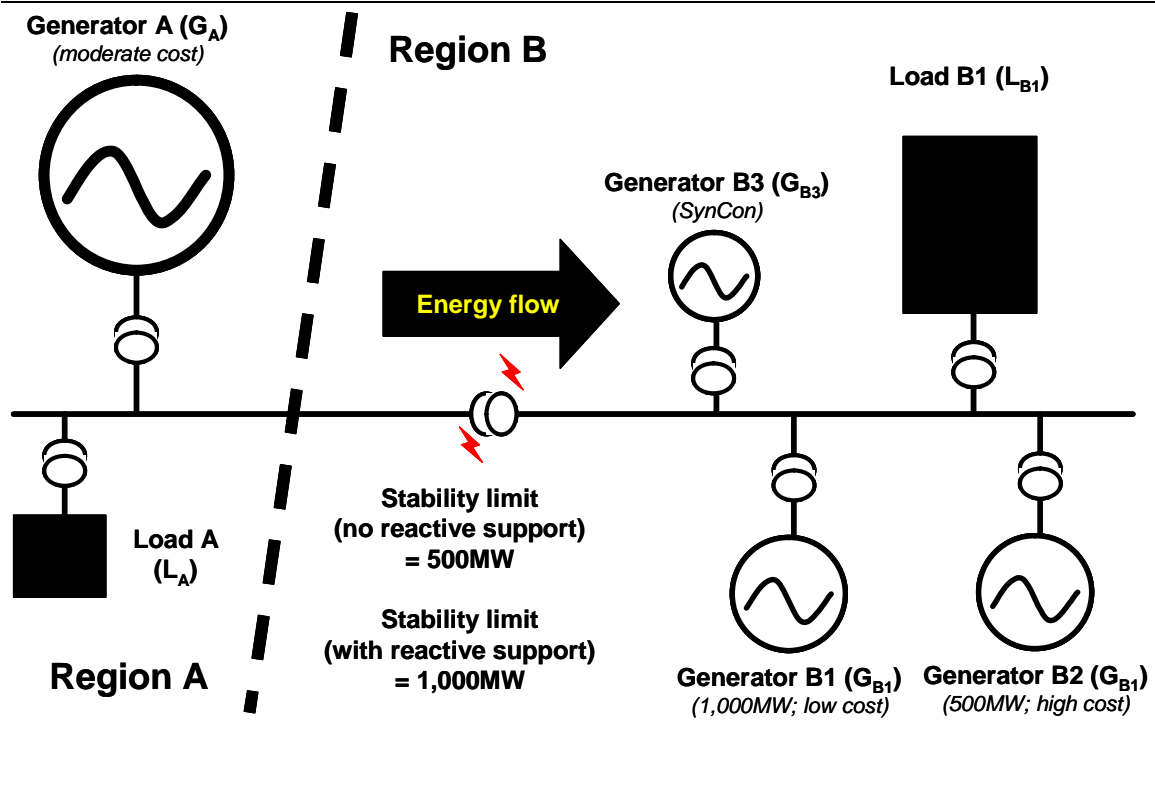 Generator A (GA)
(moderate cost)
Region B
Load B1 (LB1)
Generator B3 (GB3)
(SynCon)
Energy flow
Stability limit
(no reactive support)
= 500MW
Load A
(LA)
Stability limit
(with reactive support)
= 1,000MW
Region A
Generator B1 (GB1)
(1,000MW; low cost)
Generator B2 (GB1)
(500MW; high cost)